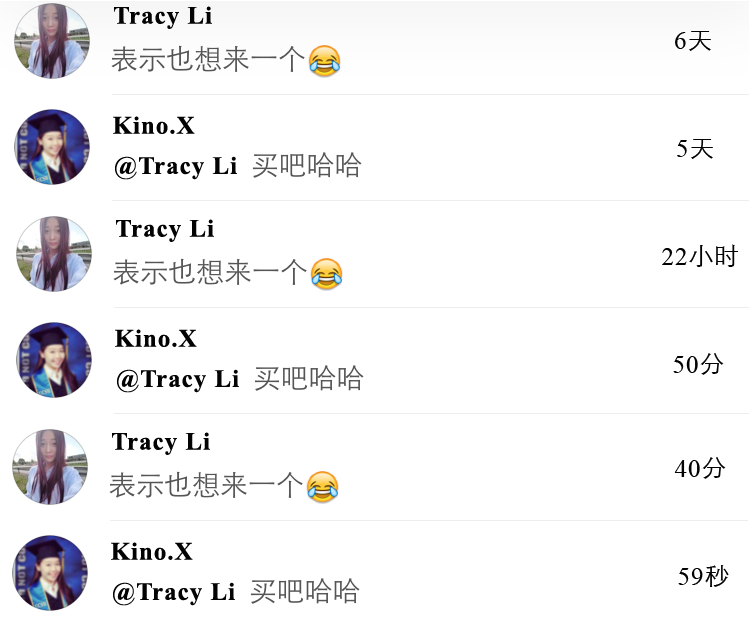 Tracy Li
表示也想来一个😂
6天
Kino.X
@Tracy Li 买吧哈哈
5天
Tracy Li
表示也想来一个😂
22小时
Kino.X
@Tracy Li 买吧哈哈
50分
Tracy Li
表示也想来一个😂
40分
Kino.X
@Tracy Li 买吧哈哈
59秒